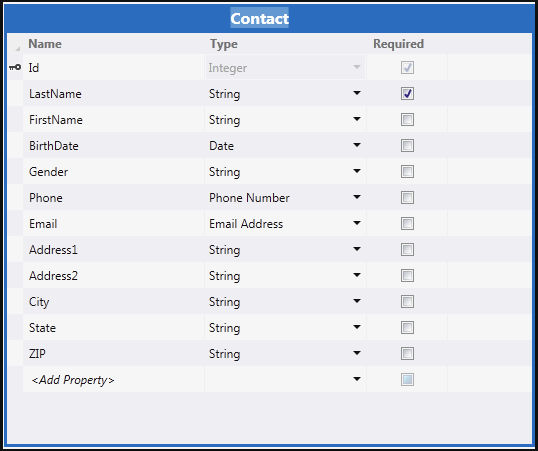 Contact
Name Type Required
Id Integer
LastName String
FirstName String
BirthDate Date
Gender String
Phone Phone Number
Email Email Address
Address1 String
Address2 String
City String
State String
ZIP String
<Add Property>